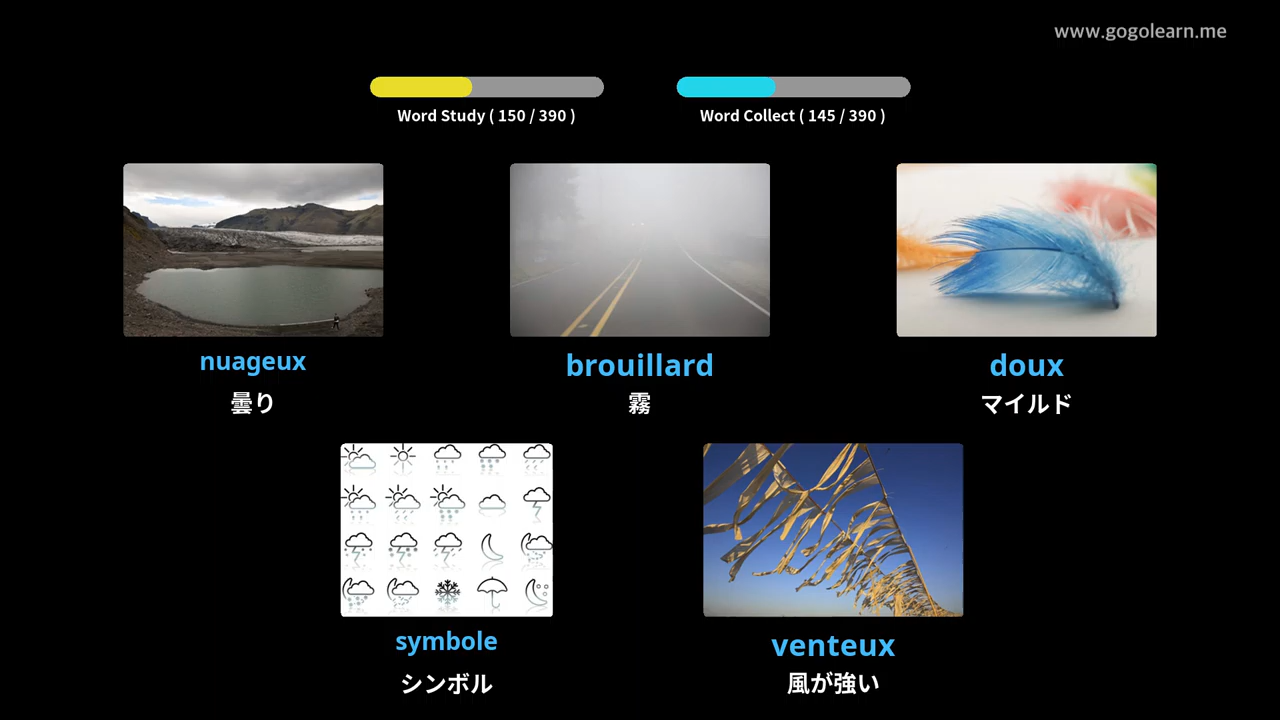 www.gogolearn.me
Word Study ( 150 / 390 )
Word Collect ( 145 / 390 )
nuageux
曇り
brouillard
霧
doux
マイルド
symbole
シンボル
venteux
風が強い